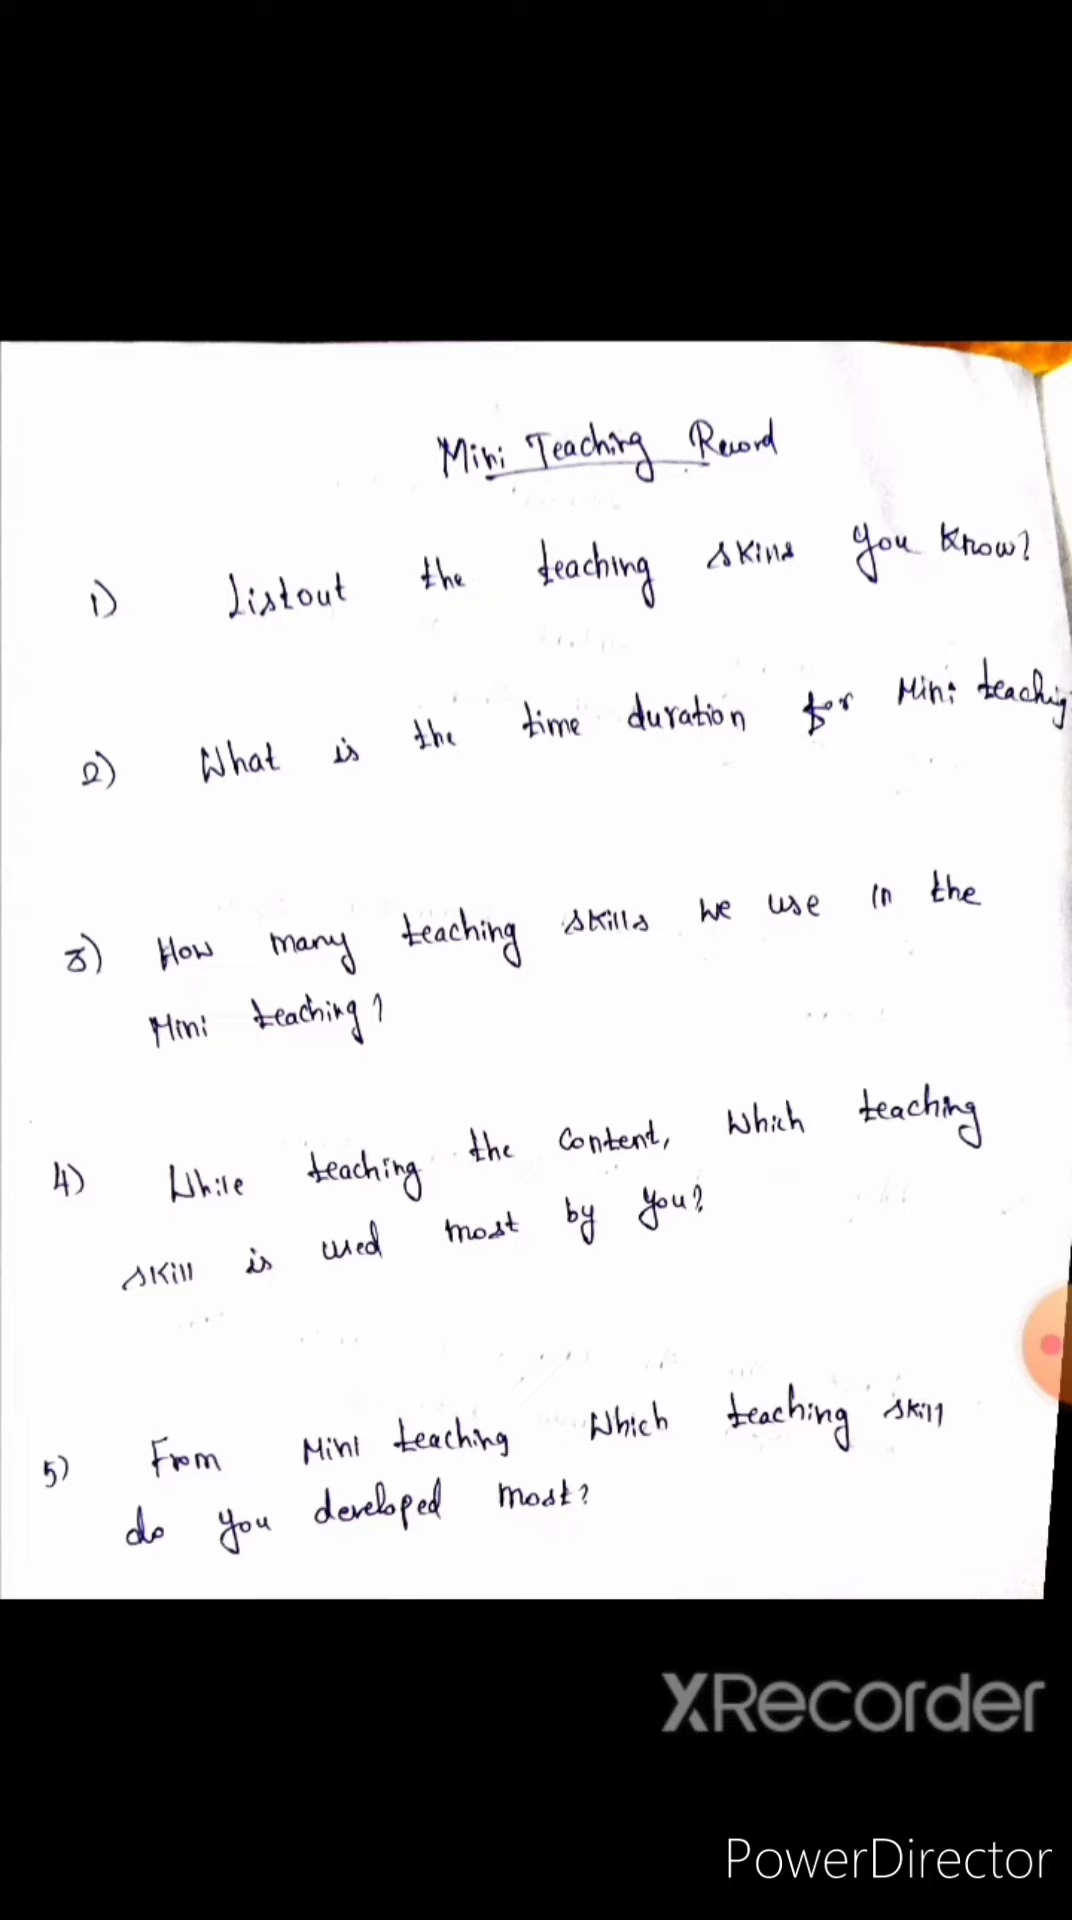 Mini Teaching Record
1) Listout the teaching skills you know?
2) What is the time duration for Mini teaching
3) How many teaching skills we use in the
Mini teaching?
4) While teaching the content, which teaching
skill is used most by you?
5) From Mini teaching which teaching skill
do you developed most?
XRecorder
PowerDirector